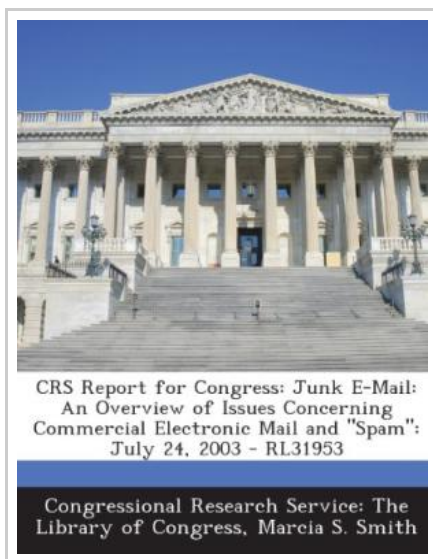 CRS Report for Congress: Junk E-Mail:
An Overview of Issues Concerning
Commercial Electronic Mail and "Spam":
July 24, 2003 - RL31953
Congressional Research Service: The
Library of Congress, Marcia S. Smith